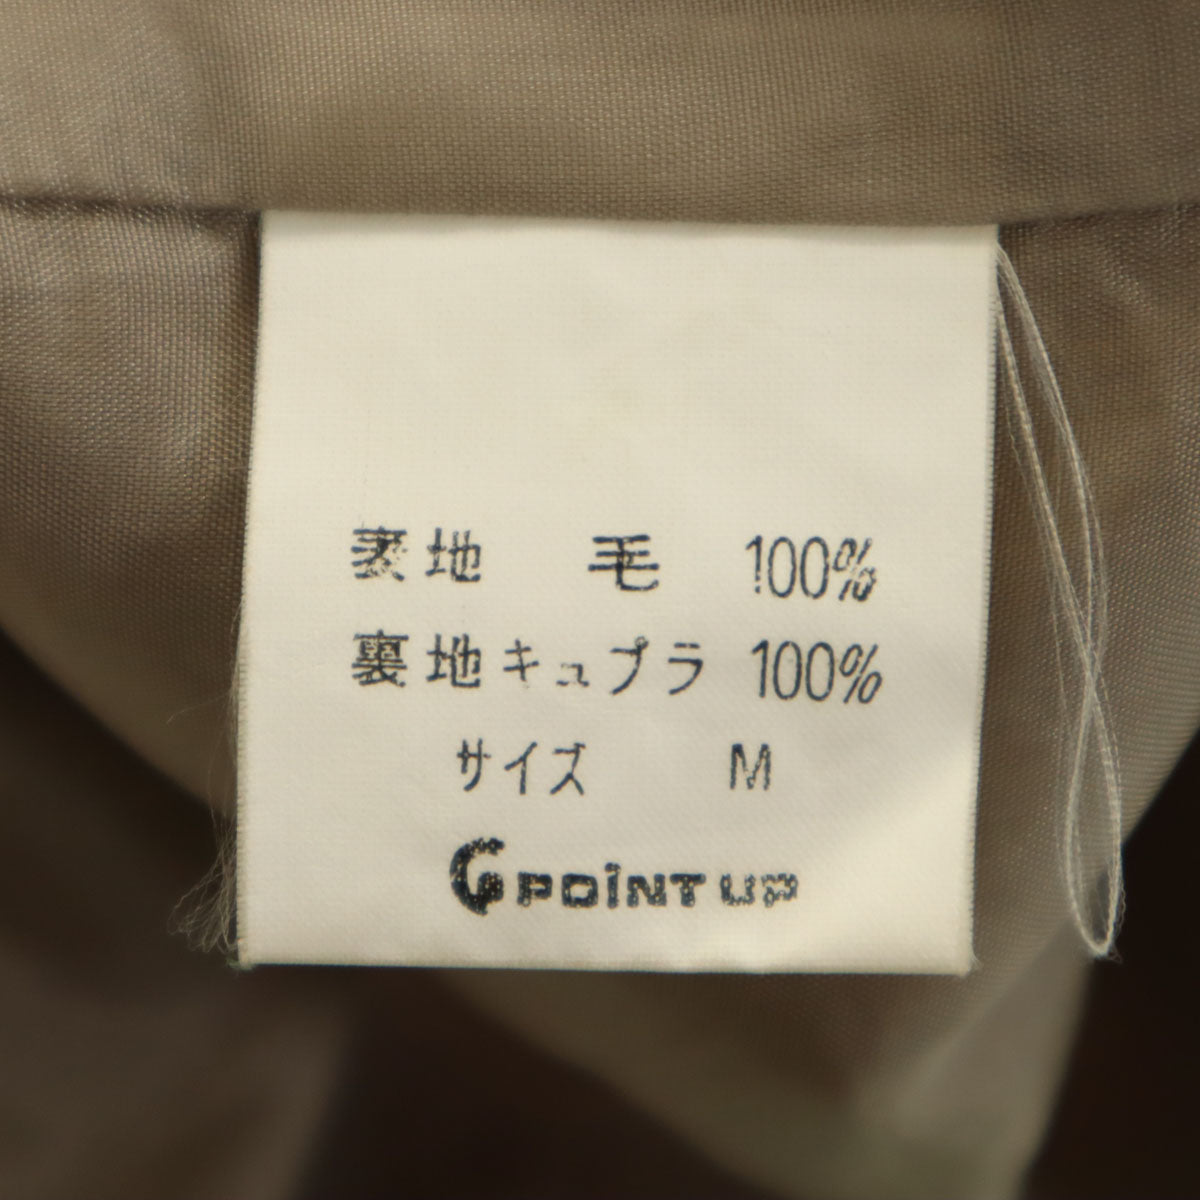 表地 毛 100%
裏地キュプラ 100%
サイズ M
POINT UP